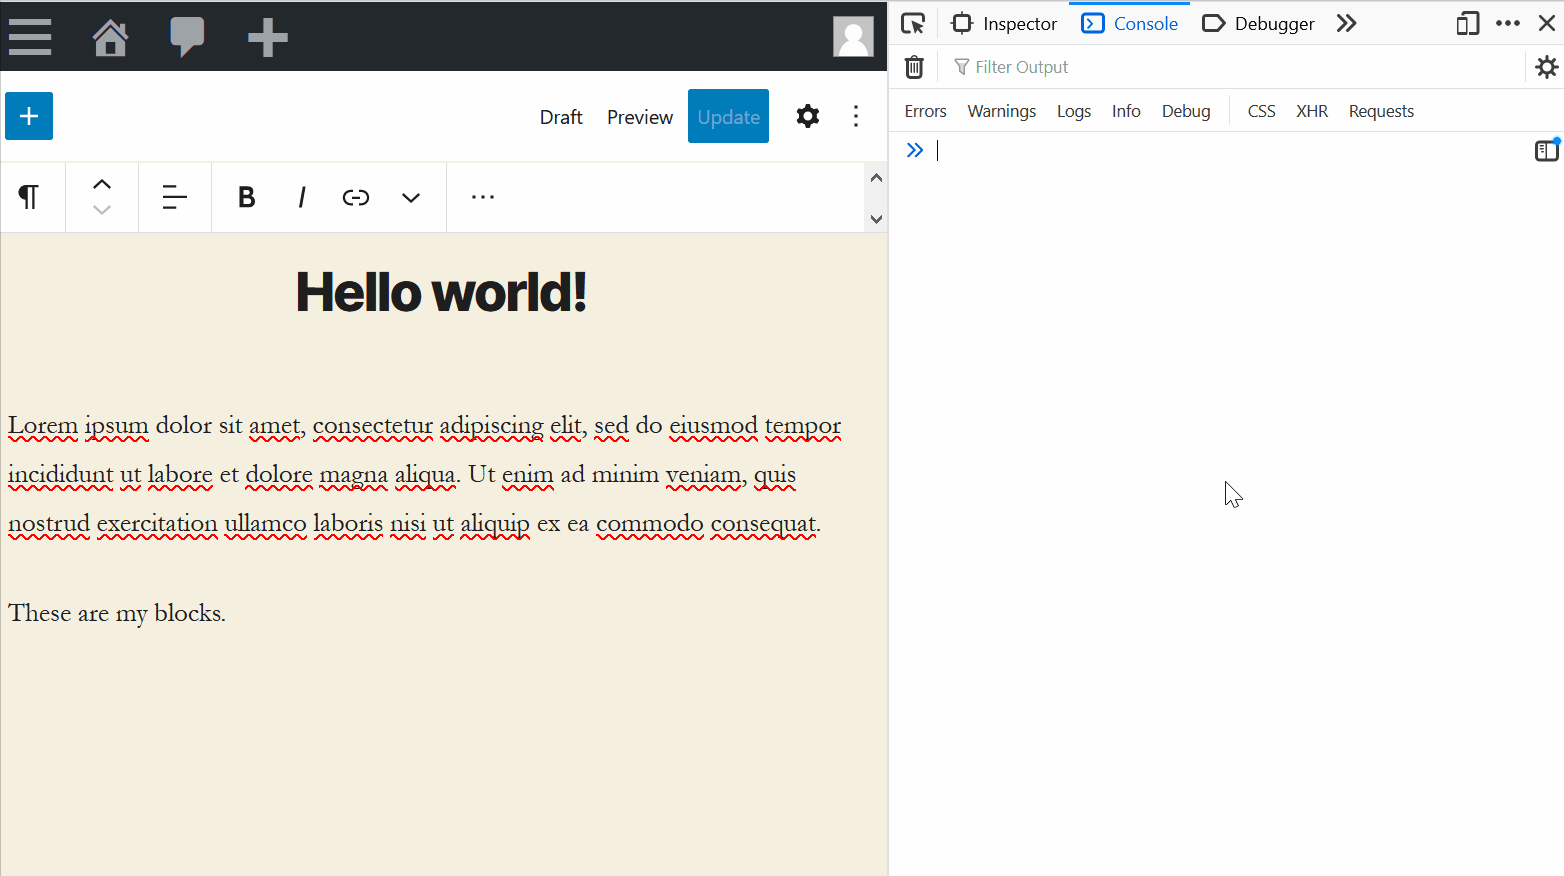 Inspector Console Debugger
Filter Output
Draft Preview Update
Errors Warnings Logs Info Debug CSS XHR Requests
B I
Hello world!
Lorem ipsum dolor sit amet, consectetur adipiscing elit, sed do eiusmod tempor
incididunt ut labore et dolore magna aliqua. Ut enim ad minim veniam, quis
nostrud exercitation ullamco laboris nisi ut aliquip ex ea commodo consequat.
These are my blocks.